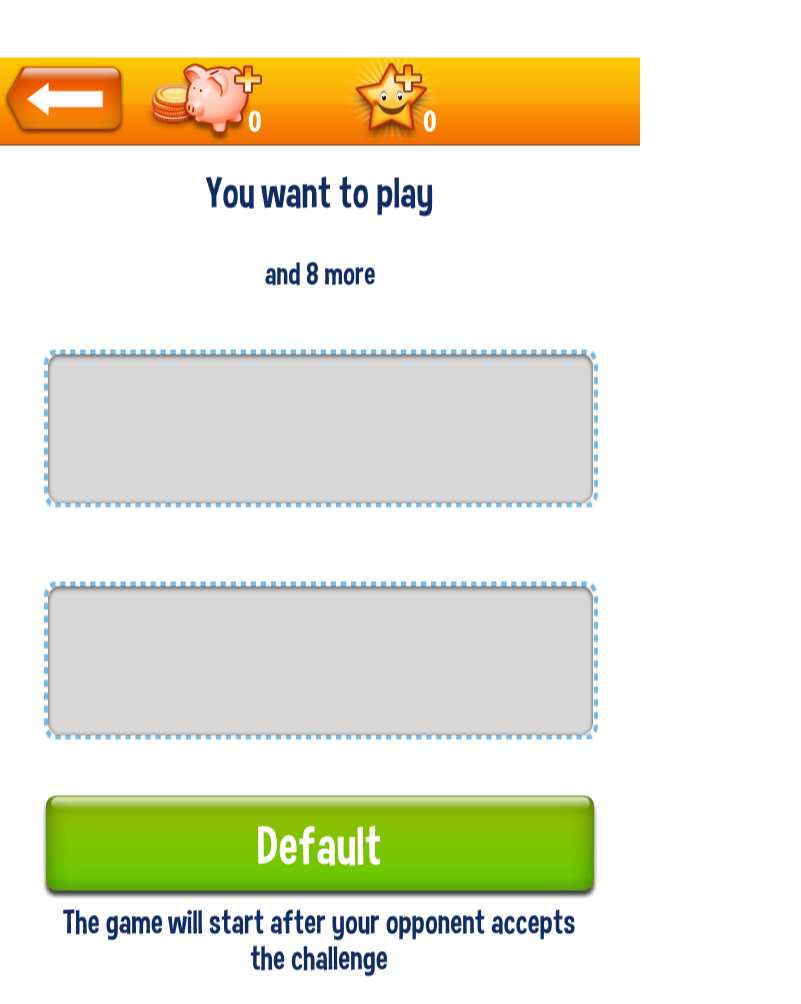 0
0
You want to play
and 8 more
Default
The game will start after your opponent accepts
the challenge